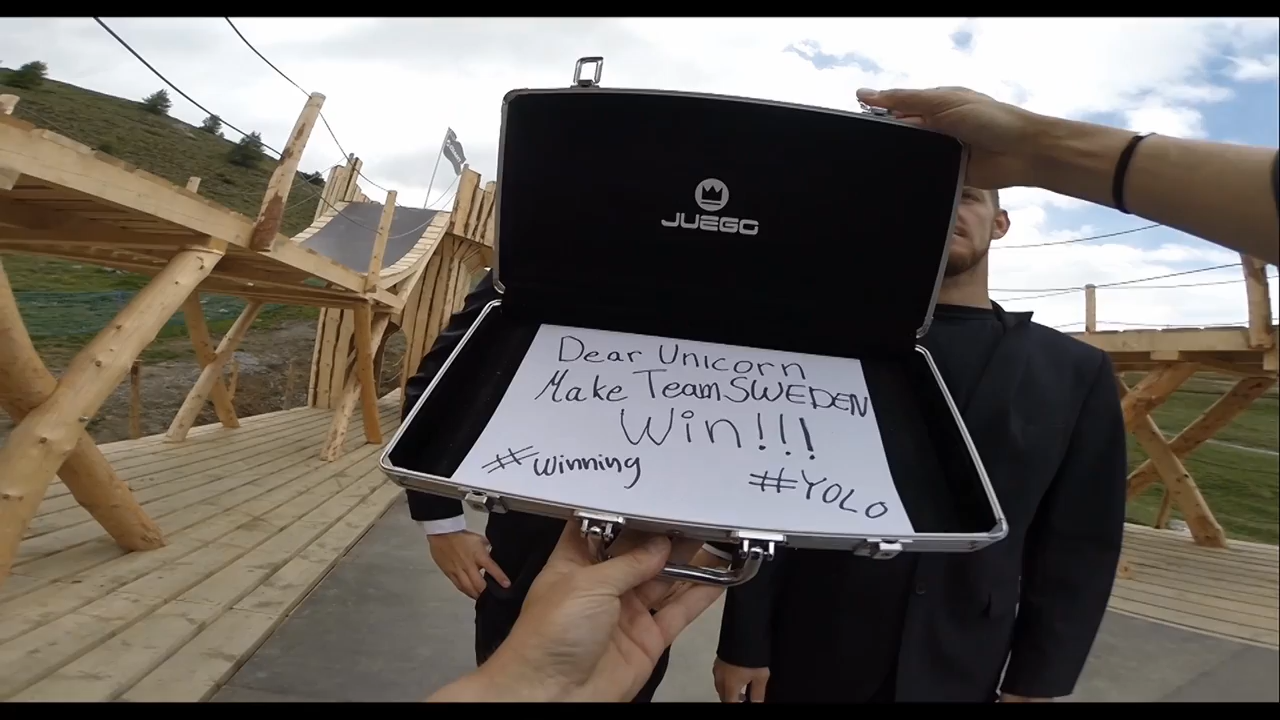 JUEGO
Dear Unicorn
Make Team SWEDEN
Win!!!
#winning #YOLO